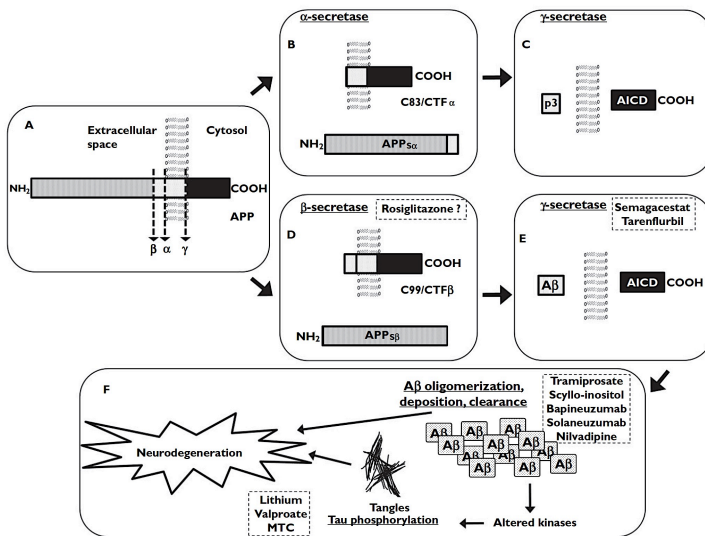 A
Extracellular
space
Cytosol
NH2
COOH
APP
β α γ
α-secretase
B
COOH
C83/CTFα
NH2
APPsα
γ-secretase
C
p3
AICD
COOH
β-secretase
Rosiglitazone ?
D
COOH
C99/CTFβ
NH2
APPsβ
γ-secretase
Semagacestat
Tarenflurbil
E
Aβ
AICD
COOH
F
Aβ oligomerization,
deposition, clearance
Tramiprosate
Scyllo-inositol
Bapineuzumab
Solaneuzumab
Nilvadipine
Aβ
Aβ
Aβ
Aβ
Aβ
Aβ
Aβ
Aβ
Aβ
Neurodegeneration
Lithium
Valproate
MTC
Tangles
Tau phosphorylation
Altered kinases